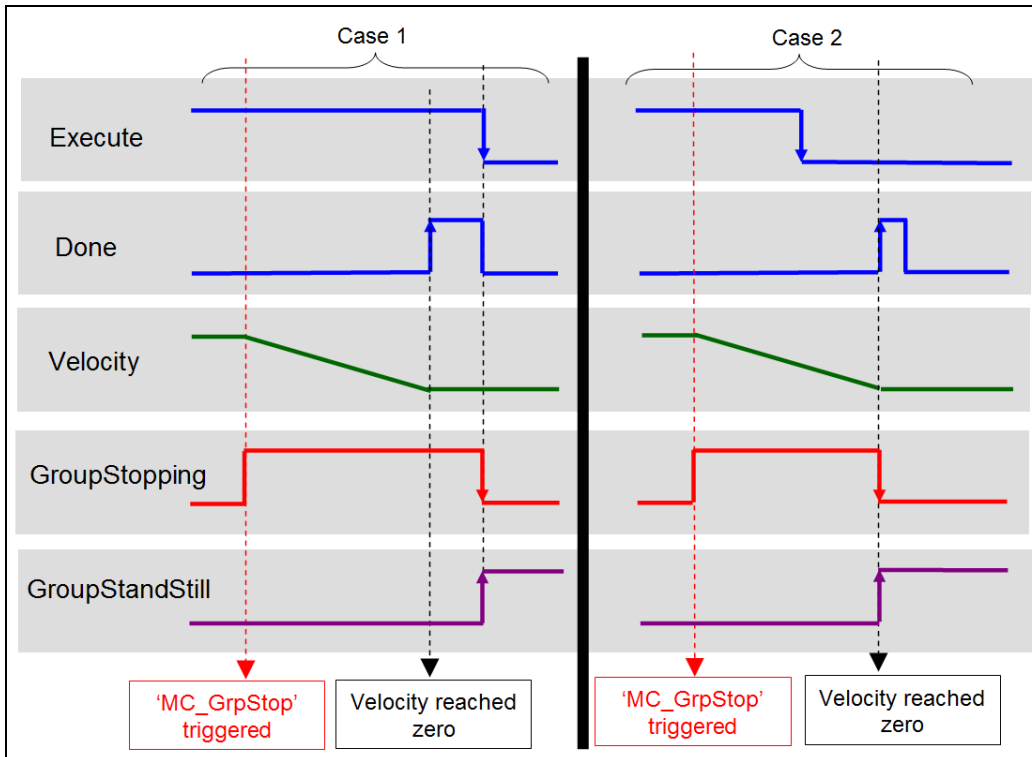 Case 1
Case 2
Execute
Done
Velocity
GroupStopping
GroupStandStill
‘MC_GrpStop’
triggered
Velocity reached
zero
‘MC_GrpStop’
triggered
Velocity reached
zero